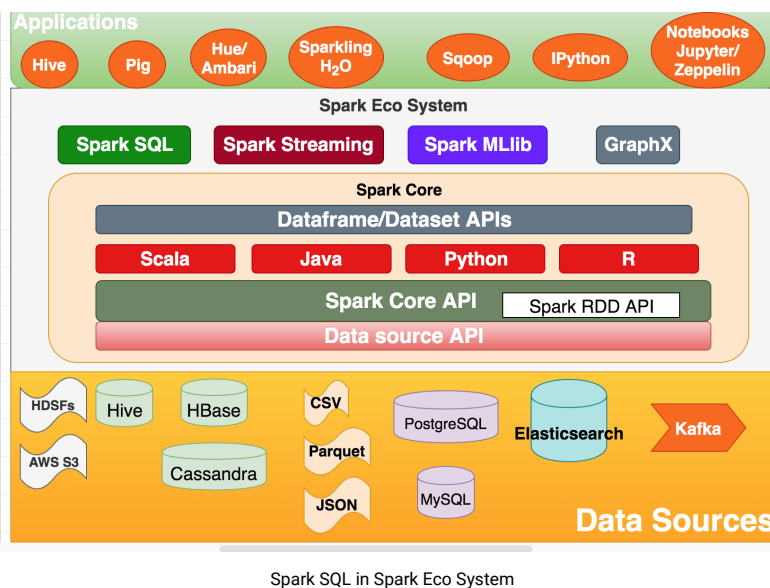 Applications
Hive
Pig
Hue/
Ambari
Sparkling
H2O
Sqoop
IPython
Notebooks
Jupyter/
Zeppelin
Spark Eco System
Spark SQL
Spark Streaming
Spark MLlib
GraphX
Spark Core
Dataframe/Dataset APIs
Scala
Java
Python
R
Spark Core API
Spark RDD API
Data source API
HDSFs
Hive
HBase
CSV
PostgreSQL
Elasticsearch
Kafka
AWS S3
Cassandra
Parquet
JSON
MySQL
Data Sources
Spark SQL in Spark Eco System